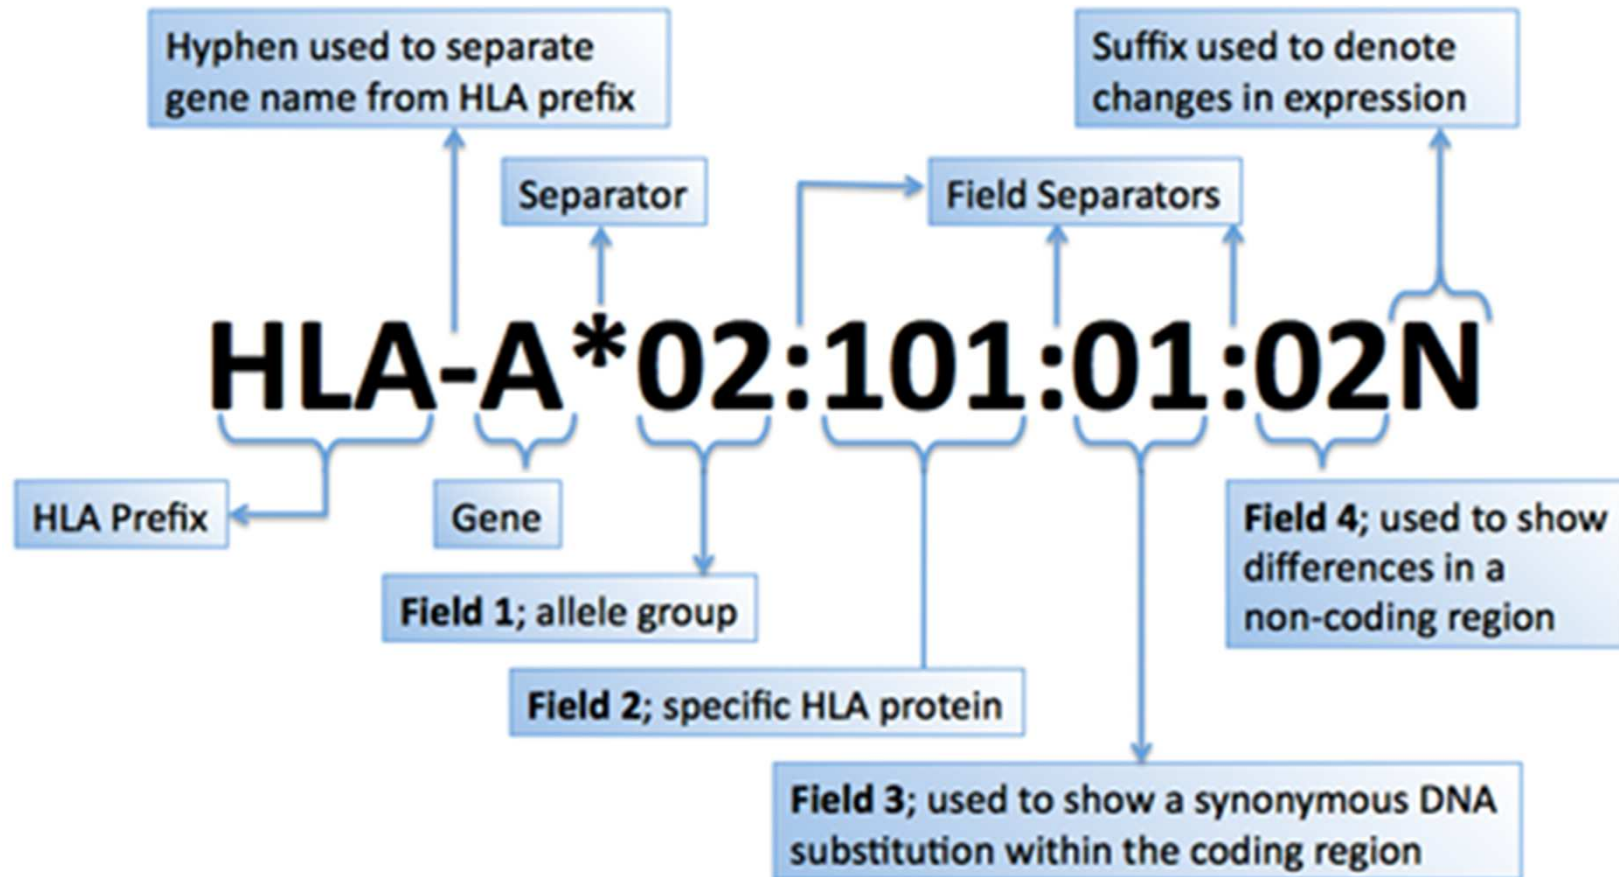 Hyphen used to separate
gene name from HLA prefix
Suffix used to denote
changes in expression
Separator
Field Separators
HLA-A*02:101:01:02N
HLA Prefix
Gene
Field 4; used to show
differences in a
non-coding region
Field 1; allele group
Field 2; specific HLA protein
Field 3; used to show a synonymous DNA
substitution within the coding region